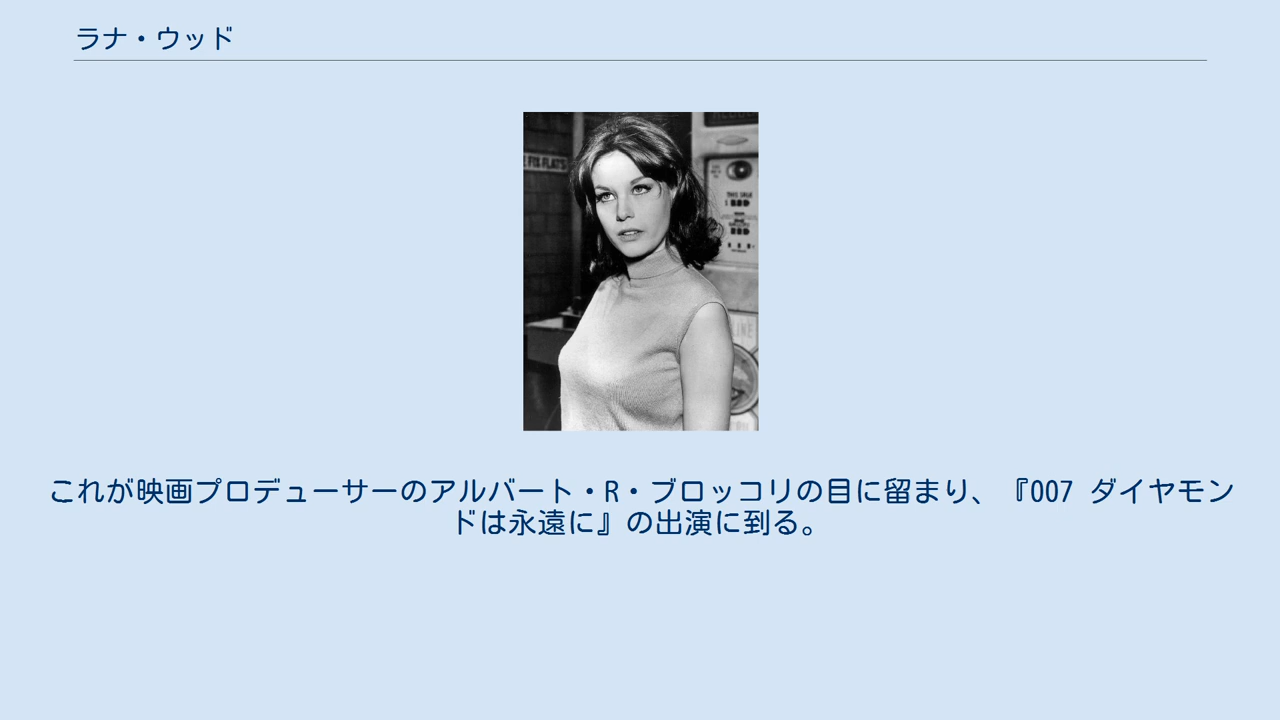 ラナ・ウッド
E FIX FLATS
これが映画プロデューサーのアルバート・R・ブロッコリの目に留まり、『007 ダイヤモン
ドは永遠に』の出演に到る。